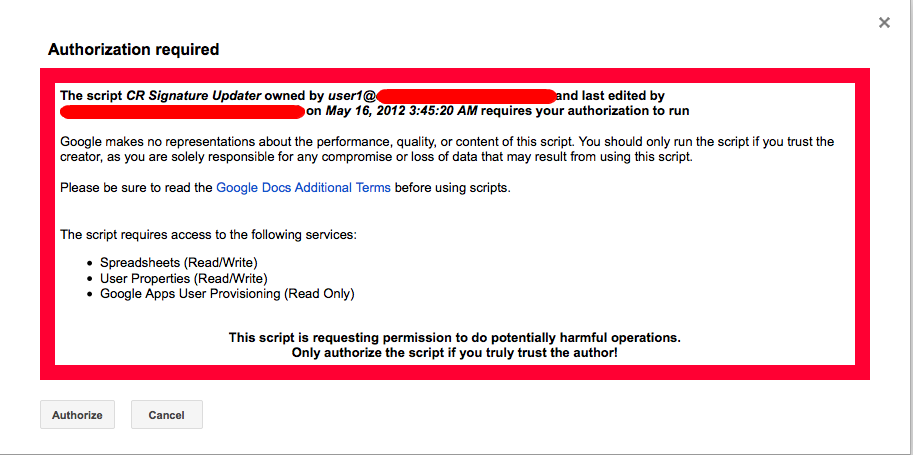 Authorization required
The script CR Signature Updater owned by user1@ and last edited by
on May 16, 2012 3:45:20 AM requires your authorization to run
Google makes no representations about the performance, quality, or content of this script. You should only run the script if you trust the
creator, as you are solely responsible for any compromise or loss of data that may result from using this script.
Please be sure to read the Google Docs Additional Terms before using scripts.
The script requires access to the following services:
• Spreadsheets (Read/Write)
• User Properties (Read/Write)
• Google Apps User Provisioning (Read Only)
This script is requesting permission to do potentially harmful operations.
Only authorize the script if you truly trust the author!
Authorize Cancel